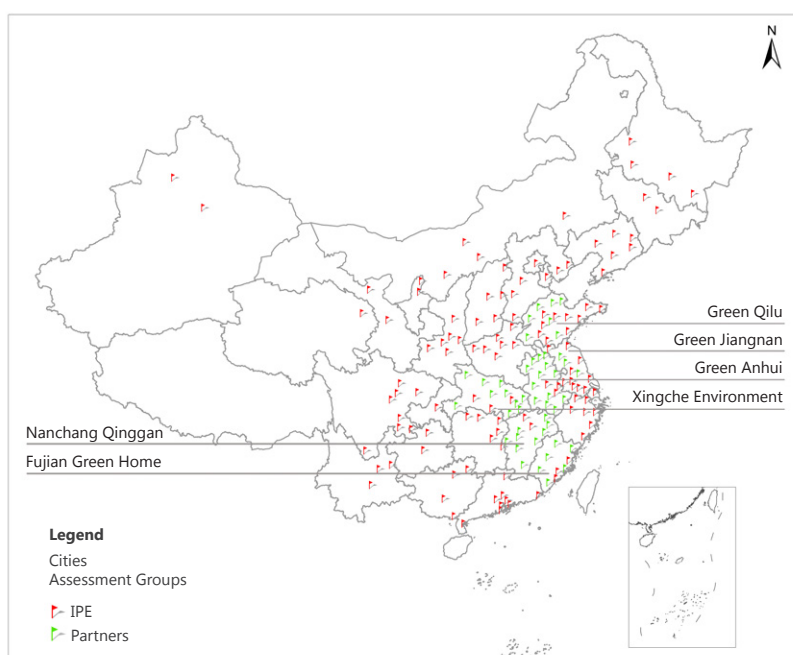 N
Green Qilu
Green Jiangnan
Green Anhui
Xingche Environment
Nanchang Qinggan
Fujian Green Home
Legend
Cities
Assessment Groups
IPE
Partners